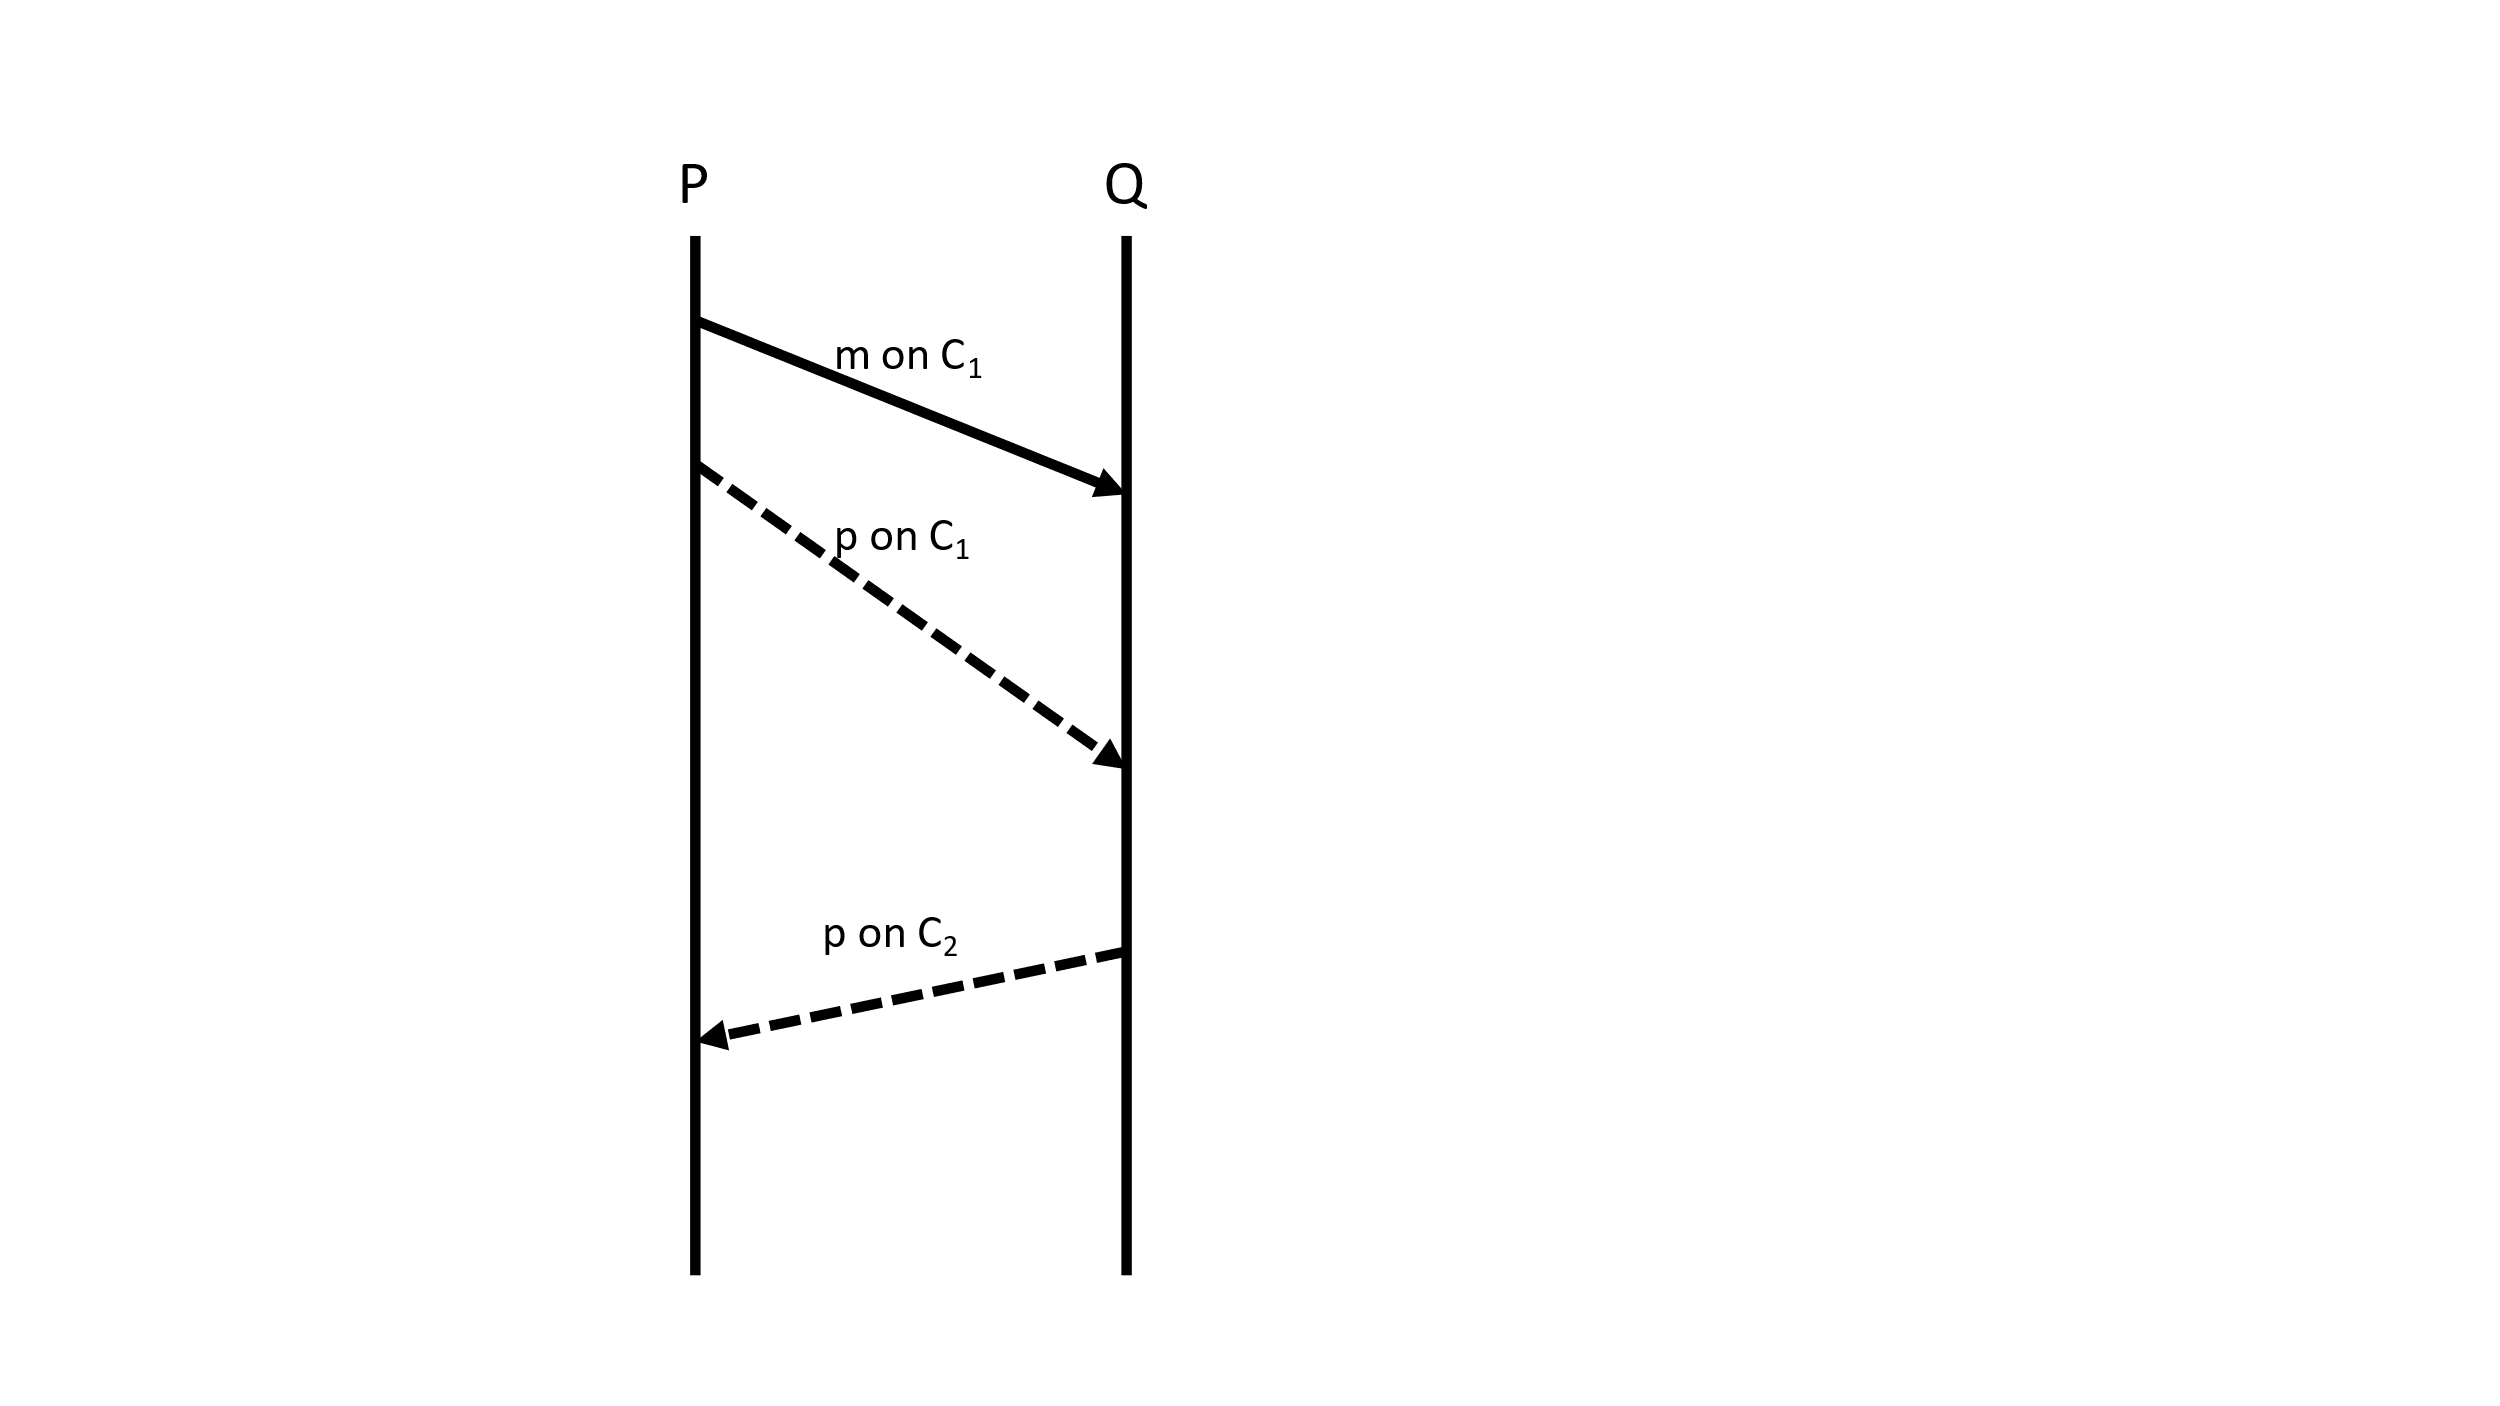 P Q
m on C₁
p on C₁
p on C₂